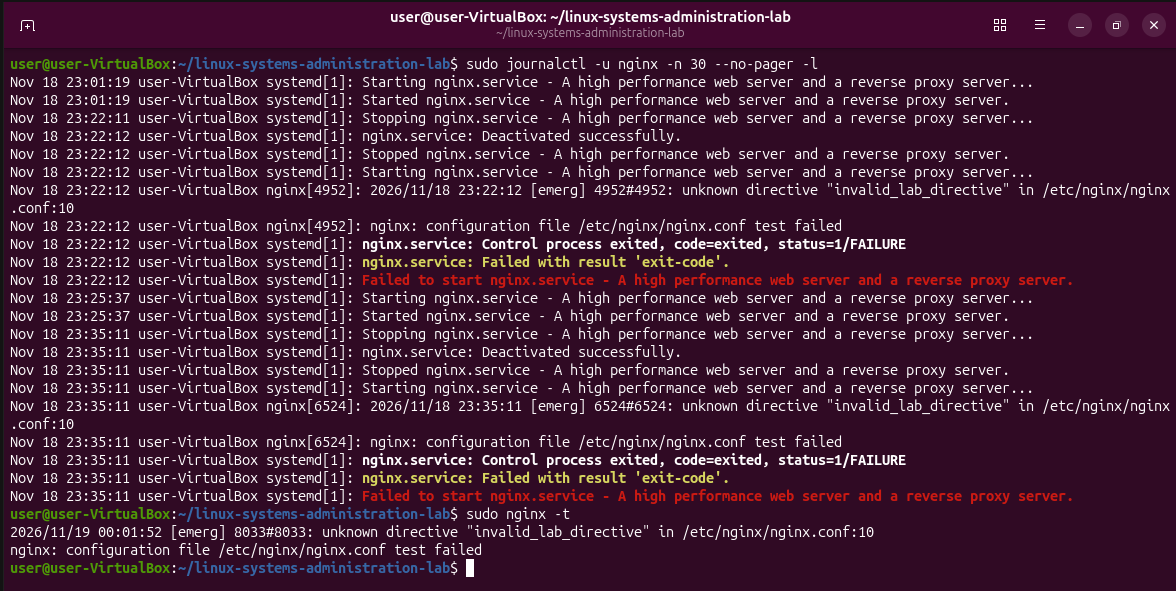 user@user-VirtualBox: ~/linux-systems-administration-lab
~/linux-systems-administration-lab
user@user-VirtualBox:~/linux-systems-administration-lab$ sudo journalctl -u nginx -n 30 --no-pager -l
Nov 18 23:01:19 user-VirtualBox systemd[1]: Starting nginx.service - A high performance web server and a reverse proxy server...
Nov 18 23:01:19 user-VirtualBox systemd[1]: Started nginx.service - A high performance web server and a reverse proxy server.
Nov 18 23:22:11 user-VirtualBox systemd[1]: Stopping nginx.service - A high performance web server and a reverse proxy server...
Nov 18 23:22:12 user-VirtualBox systemd[1]: nginx.service: Deactivated successfully.
Nov 18 23:22:12 user-VirtualBox systemd[1]: Stopped nginx.service - A high performance web server and a reverse proxy server.
Nov 18 23:22:12 user-VirtualBox systemd[1]: Starting nginx.service - A high performance web server and a reverse proxy server...
Nov 18 23:22:12 user-VirtualBox nginx[4952]: 2026/11/18 23:22:12 [emerg] 4952#4952: unknown directive "invalid_lab_directive" in /etc/nginx/nginx
.conf:10
Nov 18 23:22:12 user-VirtualBox nginx[4952]: nginx: configuration file /etc/nginx/nginx.conf test failed
Nov 18 23:22:12 user-VirtualBox systemd[1]: nginx.service: Control process exited, code=exited, status=1/FAILURE
Nov 18 23:22:12 user-VirtualBox systemd[1]: nginx.service: Failed with result 'exit-code'.
Nov 18 23:22:12 user-VirtualBox systemd[1]: Failed to start nginx.service - A high performance web server and a reverse proxy server.
Nov 18 23:25:37 user-VirtualBox systemd[1]: Starting nginx.service - A high performance web server and a reverse proxy server...
Nov 18 23:25:37 user-VirtualBox systemd[1]: Started nginx.service - A high performance web server and a reverse proxy server.
Nov 18 23:35:11 user-VirtualBox systemd[1]: Stopping nginx.service - A high performance web server and a reverse proxy server...
Nov 18 23:35:11 user-VirtualBox systemd[1]: nginx.service: Deactivated successfully.
Nov 18 23:35:11 user-VirtualBox systemd[1]: Stopped nginx.service - A high performance web server and a reverse proxy server.
Nov 18 23:35:11 user-VirtualBox systemd[1]: Starting nginx.service - A high performance web server and a reverse proxy server...
Nov 18 23:35:11 user-VirtualBox nginx[6524]: 2026/11/18 23:35:11 [emerg] 6524#6524: unknown directive "invalid_lab_directive" in /etc/nginx/nginx
.conf:10
Nov 18 23:35:11 user-VirtualBox nginx[6524]: nginx: configuration file /etc/nginx/nginx.conf test failed
Nov 18 23:35:11 user-VirtualBox systemd[1]: nginx.service: Control process exited, code=exited, status=1/FAILURE
Nov 18 23:35:11 user-VirtualBox systemd[1]: nginx.service: Failed with result 'exit-code'.
Nov 18 23:35:11 user-VirtualBox systemd[1]: Failed to start nginx.service - A high performance web server and a reverse proxy server.
user@user-VirtualBox:~/linux-systems-administration-lab$ sudo nginx -t
2026/11/19 00:01:52 [emerg] 8033#8033: unknown directive "invalid_lab_directive" in /etc/nginx/nginx.conf:10
nginx: configuration file /etc/nginx/nginx.conf test failed
user@user-VirtualBox:~/linux-systems-administration-lab$